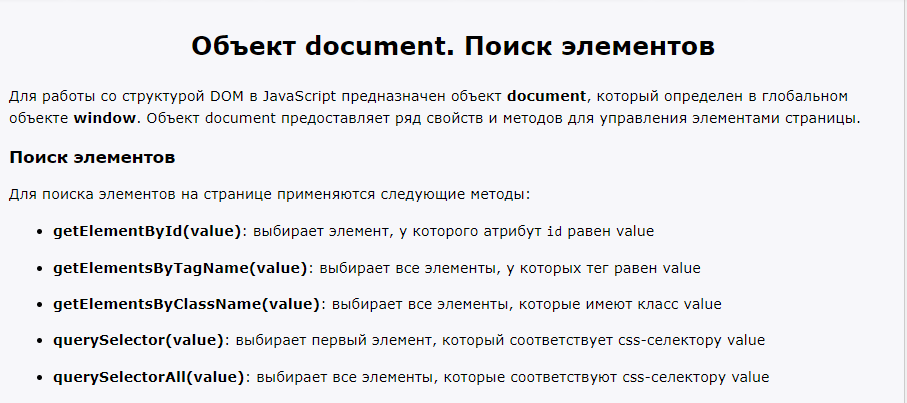 Объект document. Поиск элементов
Для работы со структурой DOM в JavaScript предназначен объект document, который определен в глобальном
объекте window. Объект document предоставляет ряд свойств и методов для управления элементами страницы.
Поиск элементов
Для поиска элементов на странице применяются следующие методы:
• getElementById(value): выбирает элемент, у которого атрибут id равен value
• getElementsByTagName(value): выбирает все элементы, у которых тег равен value
• getElementsByClassName(value): выбирает все элементы, которые имеют класс value
• querySelector(value): выбирает первый элемент, который соответствует css-селектору value
• querySelectorAll(value): выбирает все элементы, которые соответствуют css-селектору value